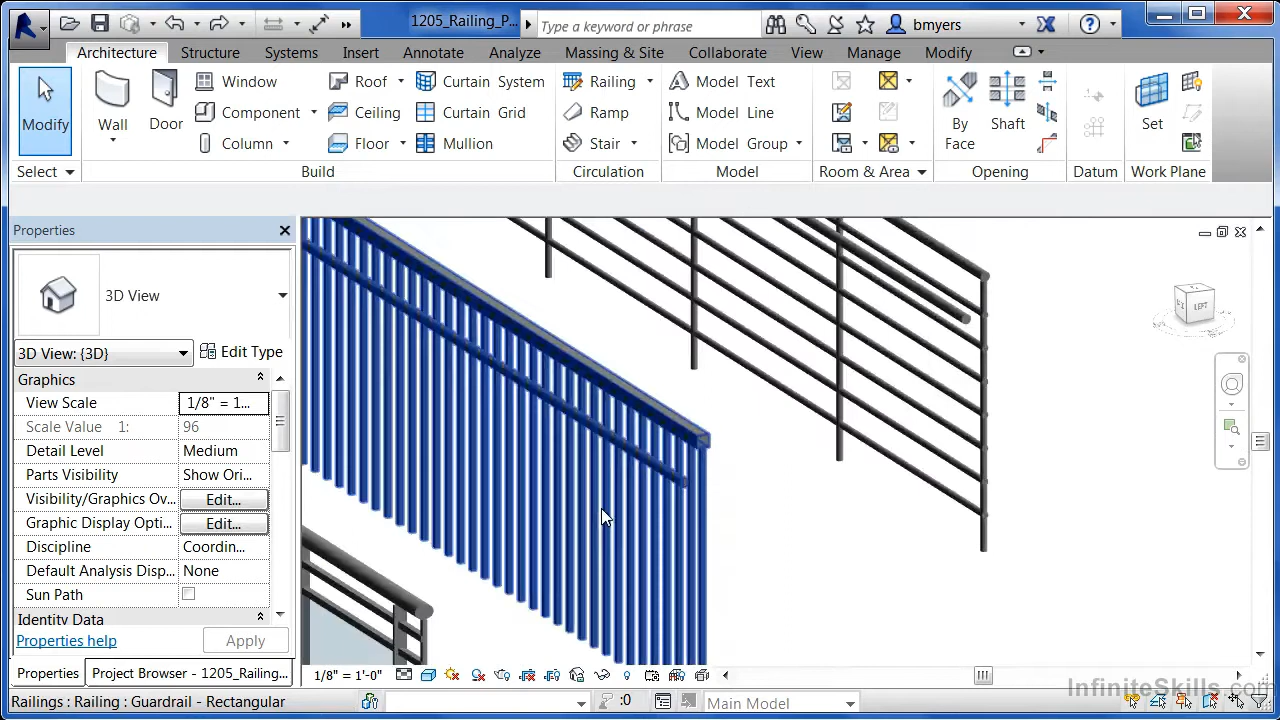 1205_Railing_P...
Type a keyword or phrase
bmyers
Architecture Structure Systems Insert Annotate Analyze Massing & Site Collaborate View Manage Modify
Modify
Wall
Door
Window
Component
Column
Roof
Ceiling
Floor
Curtain System
Curtain Grid
Mullion
Railing
Ramp
Stair
Model Text
Model Line
Model Group
By
Face
Shaft
Set
Select
Build
Circulation
Model
Room & Area
Opening
Datum
Work Plane
Properties
3D View
3D View: {3D}
Edit Type
Graphics
View Scale 1/8" = 1...
Scale Value 1: 96
Detail Level Medium
Parts Visibility Show Ori...
Visibility/Graphics Ov... Edit...
Graphic Display Opti... Edit...
Discipline Coordin...
Default Analysis Disp... None
Sun Path
Identity Data
Properties help
Apply
Properties
Project Browser - 1205_Railing...
LEFT
1/8" = 1'-0"
Railings : Railing : Guardrail - Rectangular
:0
Main Model
InfiniteSkills.com